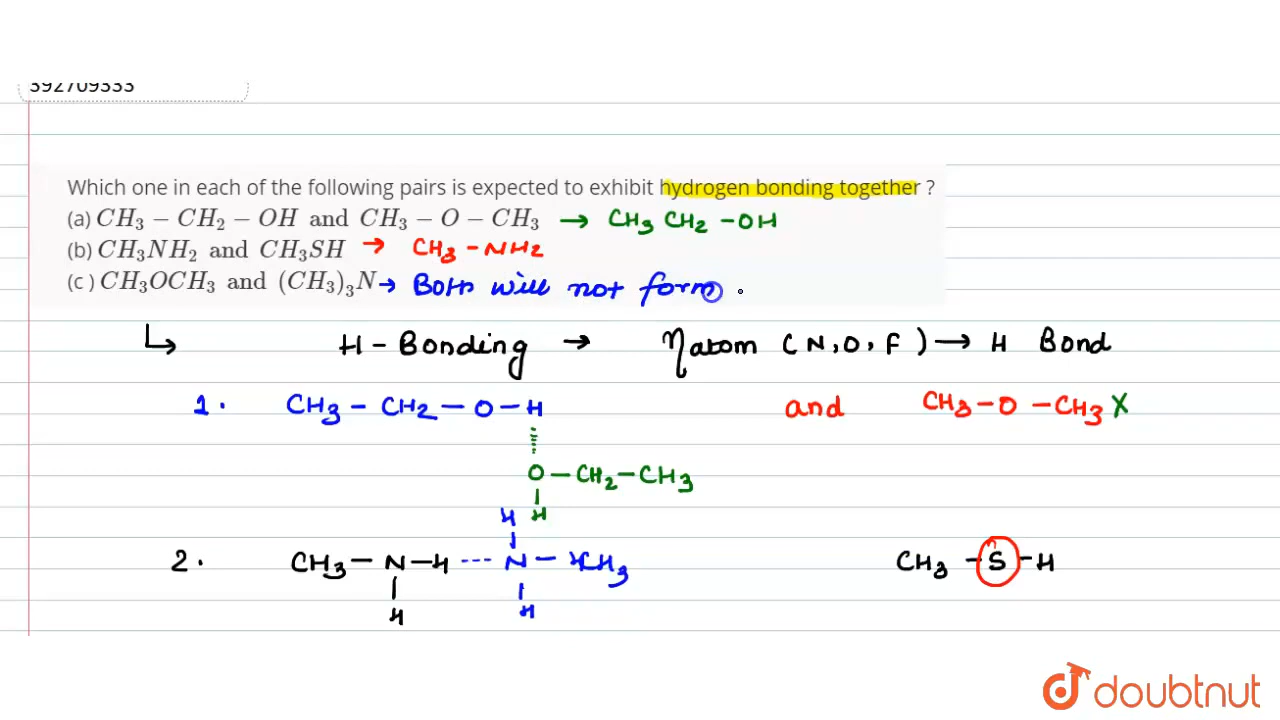 392709333
Which one in each of the following pairs is expected to exhibit hydrogen bonding together ?
(a) CH₃ − CH₂ − OH and CH₃ − O − CH₃ → CH₃ CH₂ - OH
(b) CH₃NH₂ and CH₃SH → CH₃ - NH₂
(c ) CH₃OCH₃ and (CH₃)₃N → Both will not form .
↳ H - Bonding → η atom (N, O, F) → H Bond
1. CH₃ - CH₂ - O - H and CH₃ - O - CH₃ X
O - CH₂ - CH₃
H H
2. CH₃ - N - H --- N - CH₃ CH₃ - S - H
H H
doubtnut